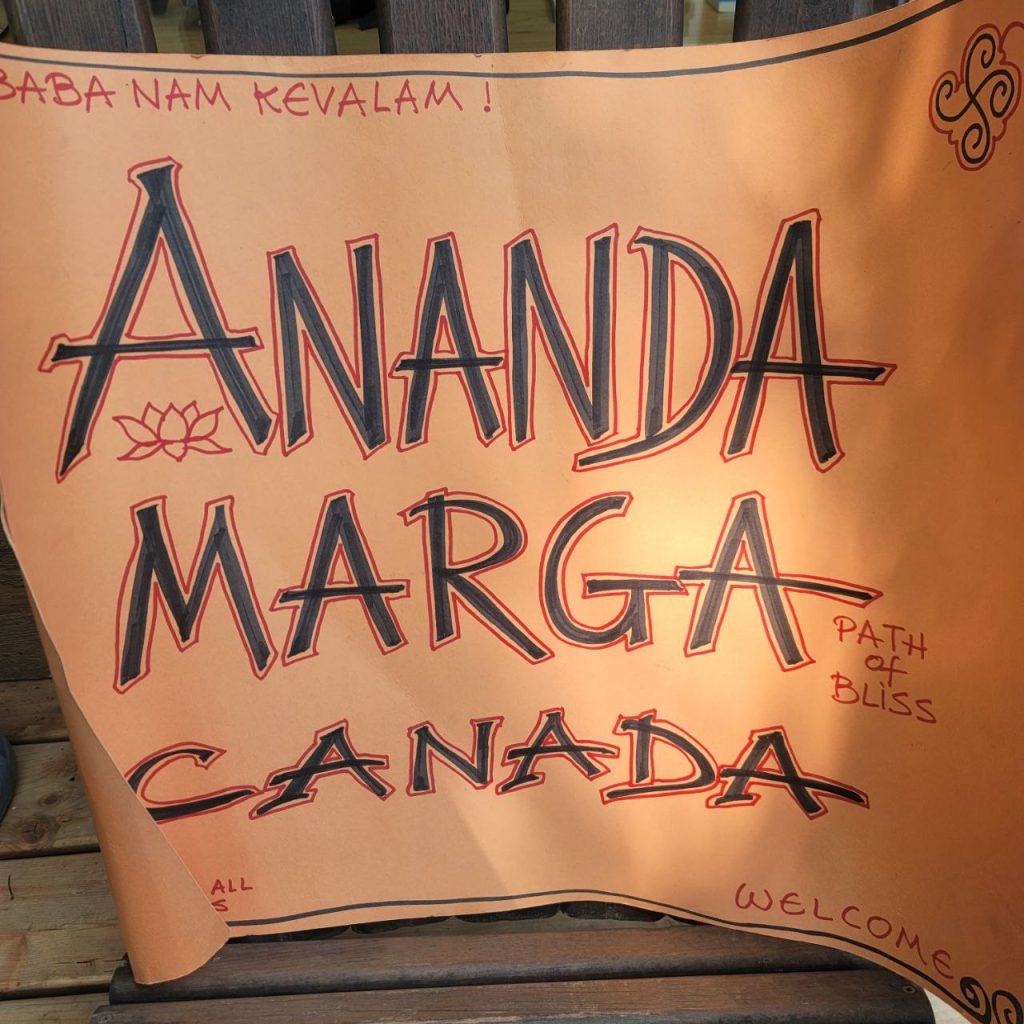 BABA NAM KEVALAM !
ANANDA
MARGA
PATH
of
BLISS
CANADA
ALL
WELCOME